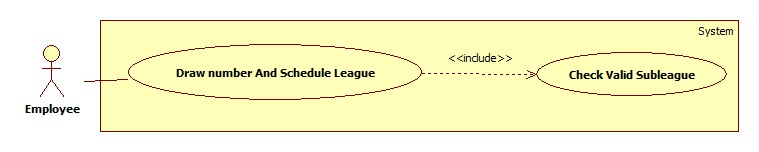 System
<<include>>
Draw number And Schedule League
Check Valid Subleague
Employee